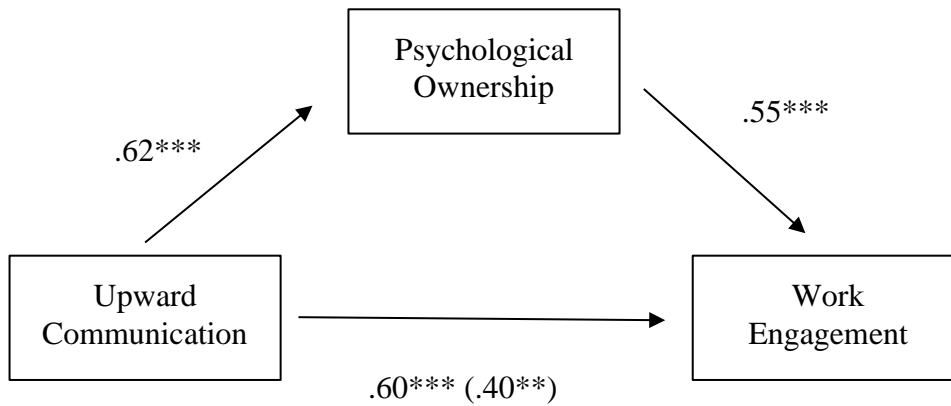 Psychological
Ownership
.62***
.55***
Upward
Communication
Work
Engagement
.60*** (.40**)